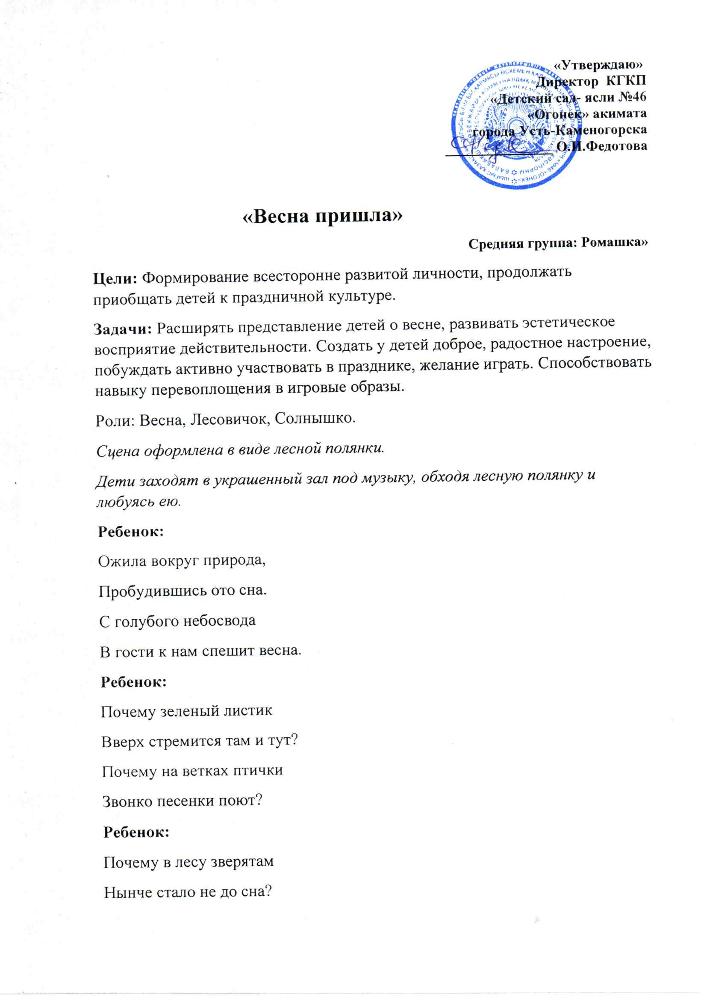 «Утверждаю»
Директор КГКП
«Детский сад- ясли №46
«Огонек» акимата
города Усть-Каменогорска
О.И.Федотова
«Весна пришла»
Средняя группа: Ромашка»
Цели: Формирование всесторонне развитой личности, продолжать
приобщать детей к праздничной культуре.
Задачи: Расширять представление детей о весне, развивать эстетическое
восприятие действительности. Создать у детей доброе, радостное настроение,
побуждать активно участвовать в празднике, желание играть. Способствовать
навыку перевоплощения в игровые образы.
Роли: Весна, Лесовичок, Солнышко.
Сцена оформлена в виде лесной полянки.
Дети заходят в украшенный зал под музыку, обходя лесную полянку и
любуясь ею.
Ребенок:
Ожила вокруг природа,
Пробудившись ото сна.
С голубого небосвода
В гости к нам спешит весна.
Ребенок:
Почему зеленый листик
Вверх стремится там и тут?
Почему на ветках птички
Звонко песенки поют?
Ребенок:
Почему в лесу зверятам
Нынче стало не до сна?